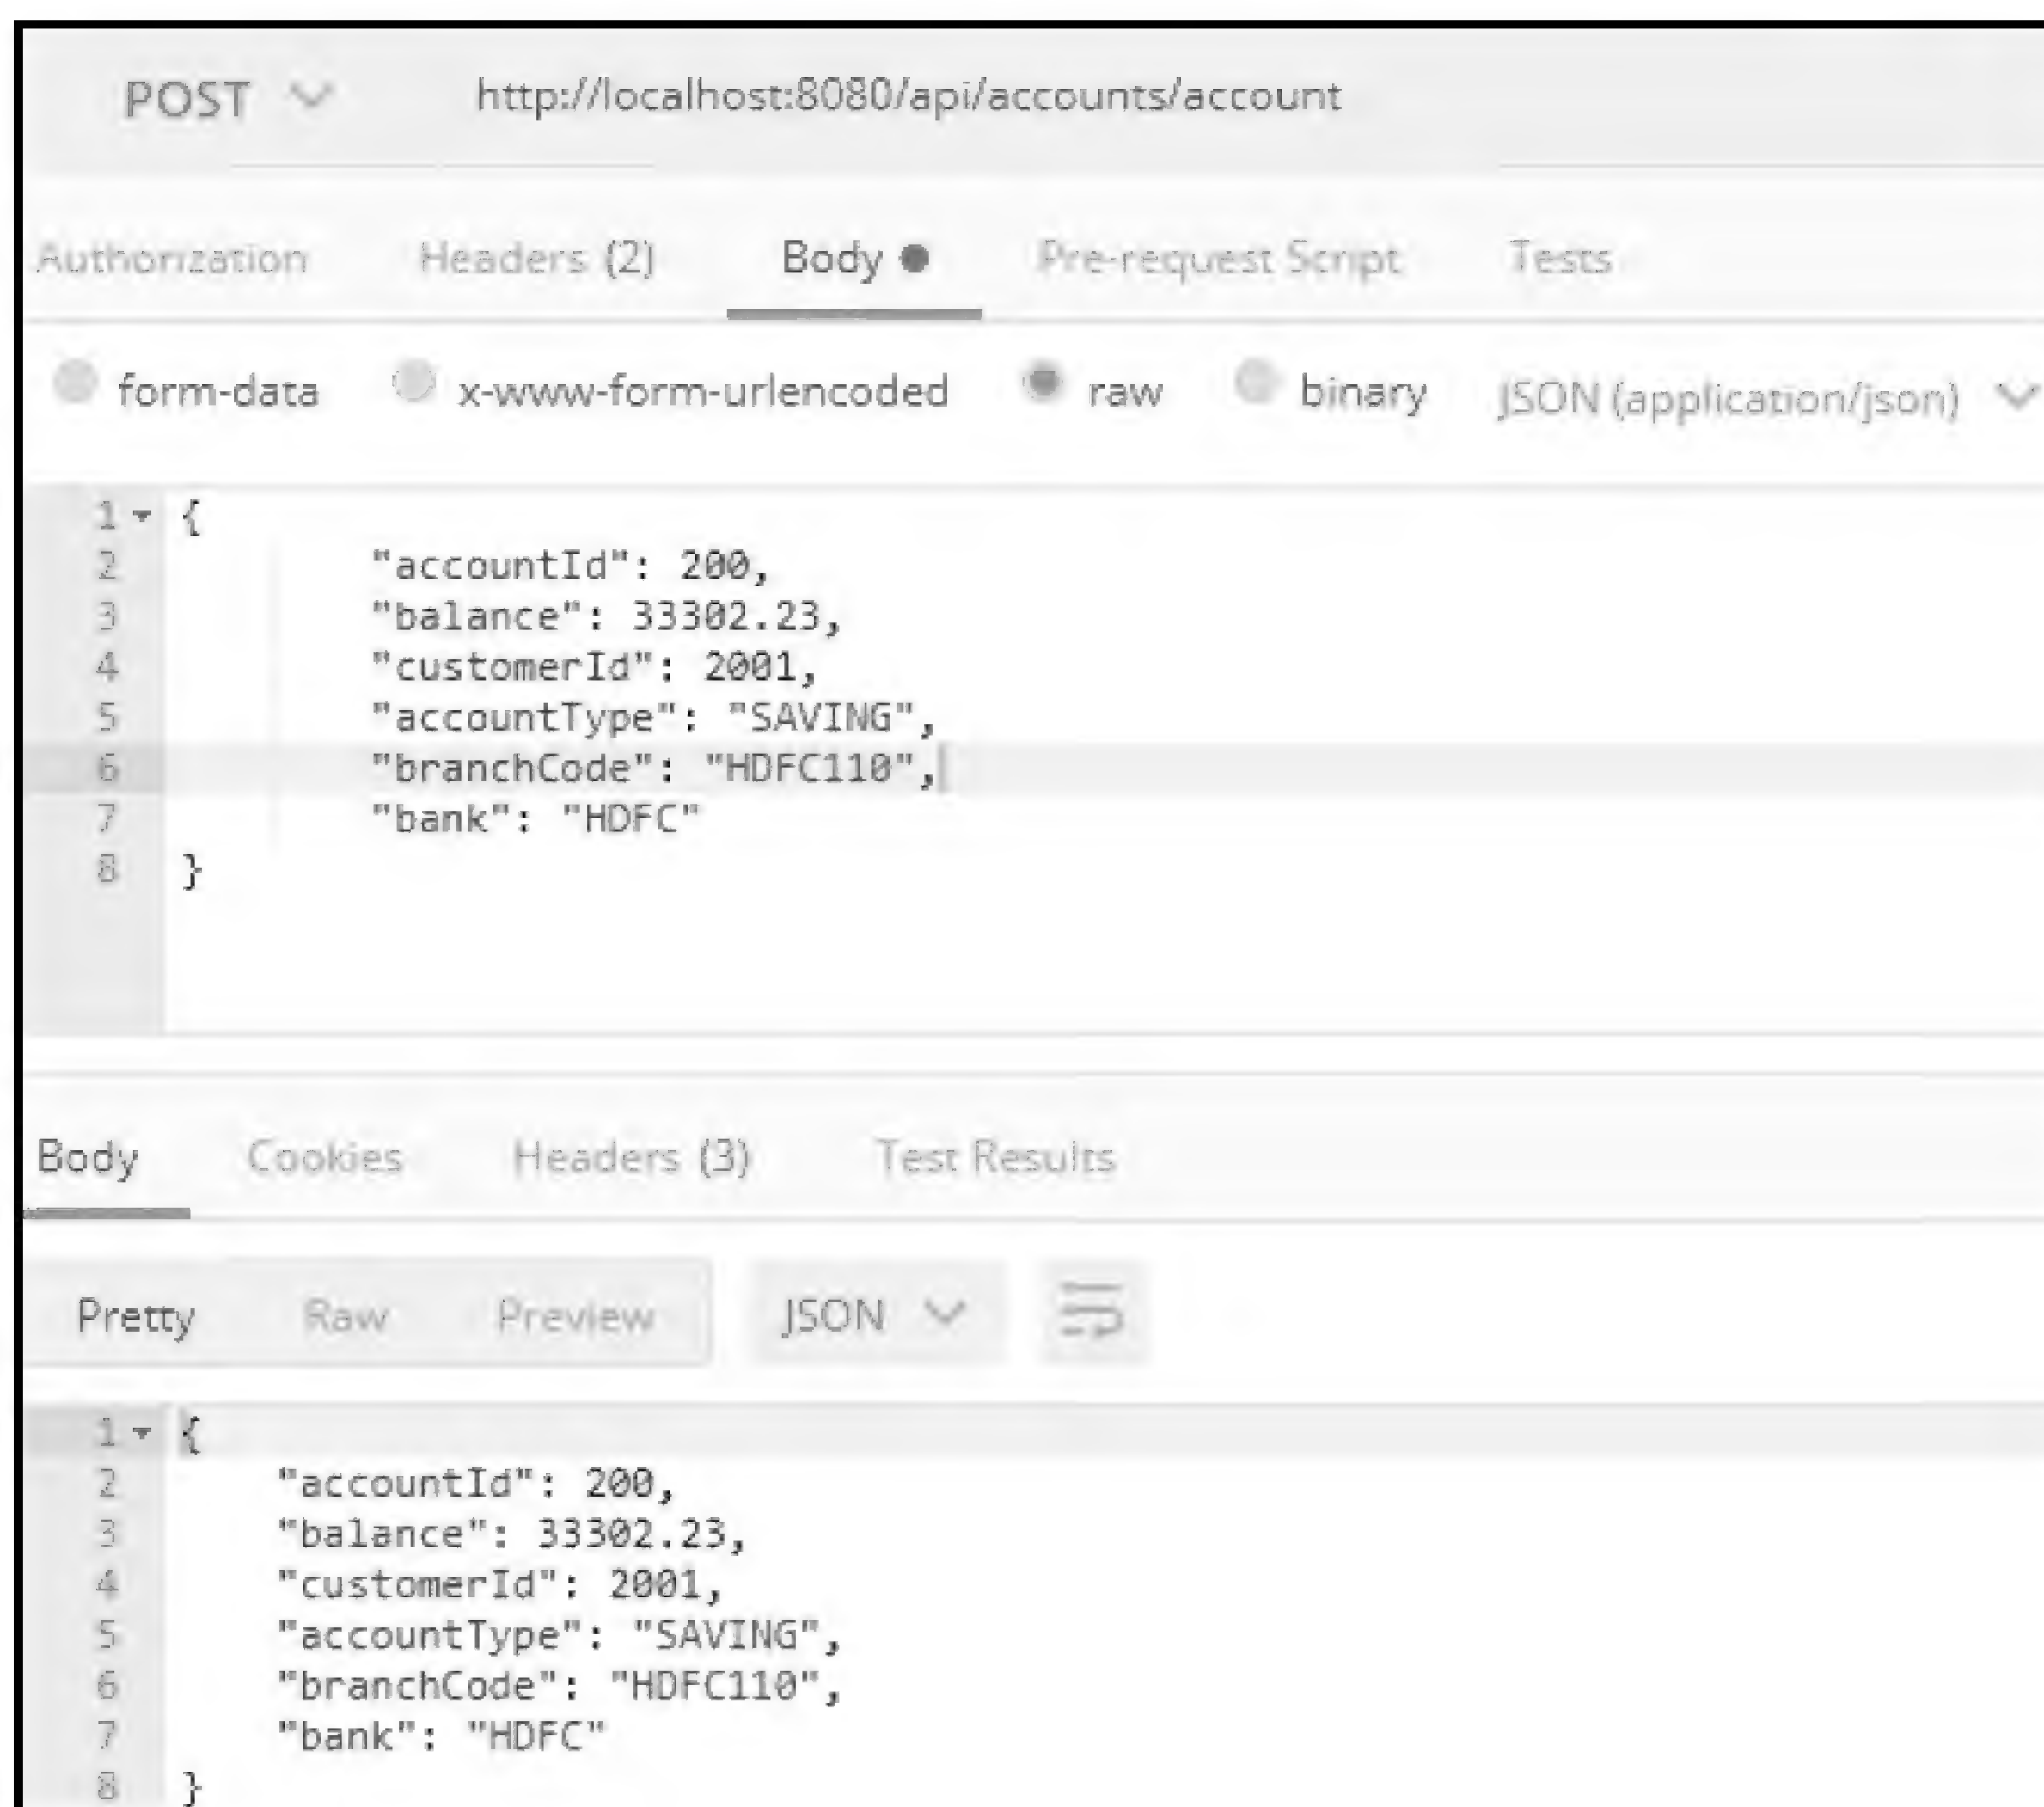 POST http://localhost:8080/api/accounts/account
Authorization Headers (2) Body Pre-request Script Tests
form-data x-www-form-urlencoded raw binary JSON (application/json)
1 {
2 "accountId": 200,
3 "balance": 33302.23,
4 "customerId": 2001,
5 "accountType": "SAVING",
6 "branchCode": "HDFC110",
7 "bank": "HDFC"
8 }
Body Cookies Headers (3) Test Results
Pretty Raw Preview JSON
1 {
2 "accountId": 200,
3 "balance": 33302.23,
4 "customerId": 2001,
5 "accountType": "SAVING",
6 "branchCode": "HDFC110",
7 "bank": "HDFC"
8 }